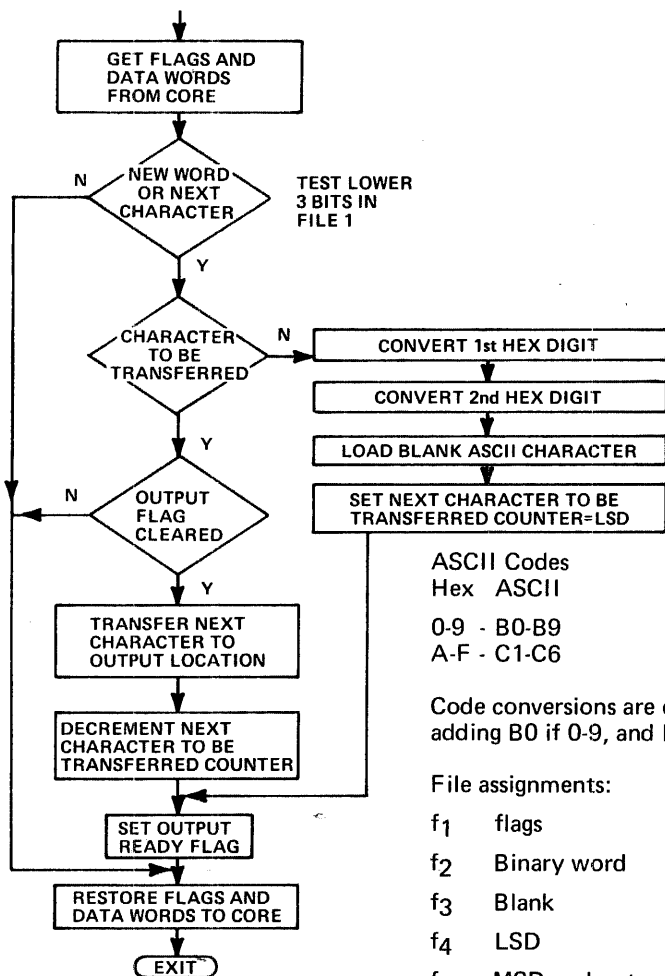 GET FLAGS AND
DATA WORDS
FROM CORE
NEW WORD
OR NEXT
CHARACTER
N
TEST LOWER
3 BITS IN
FILE 1
Y
CHARACTER
TO BE
TRANSFERRED
N
CONVERT 1st HEX DIGIT
CONVERT 2nd HEX DIGIT
LOAD BLANK ASCII CHARACTER
SET NEXT CHARACTER TO BE
TRANSFERRED COUNTER=LSD
Y
OUTPUT
FLAG
CLEARED
N
Y
TRANSFER NEXT
CHARACTER TO
OUTPUT LOCATION
DECREMENT NEXT
CHARACTER TO BE
TRANSFERRED COUNTER
SET OUTPUT
READY FLAG
RESTORE FLAGS AND
DATA WORDS TO CORE
EXIT
ASCII Codes
Hex ASCII
0-9 - B0-B9
A-F - C1-C6
Code conversions are
adding B0 if 0-9, and
File assignments:
f1 flags
f2 Binary word
f3 Blank
f4 LSD